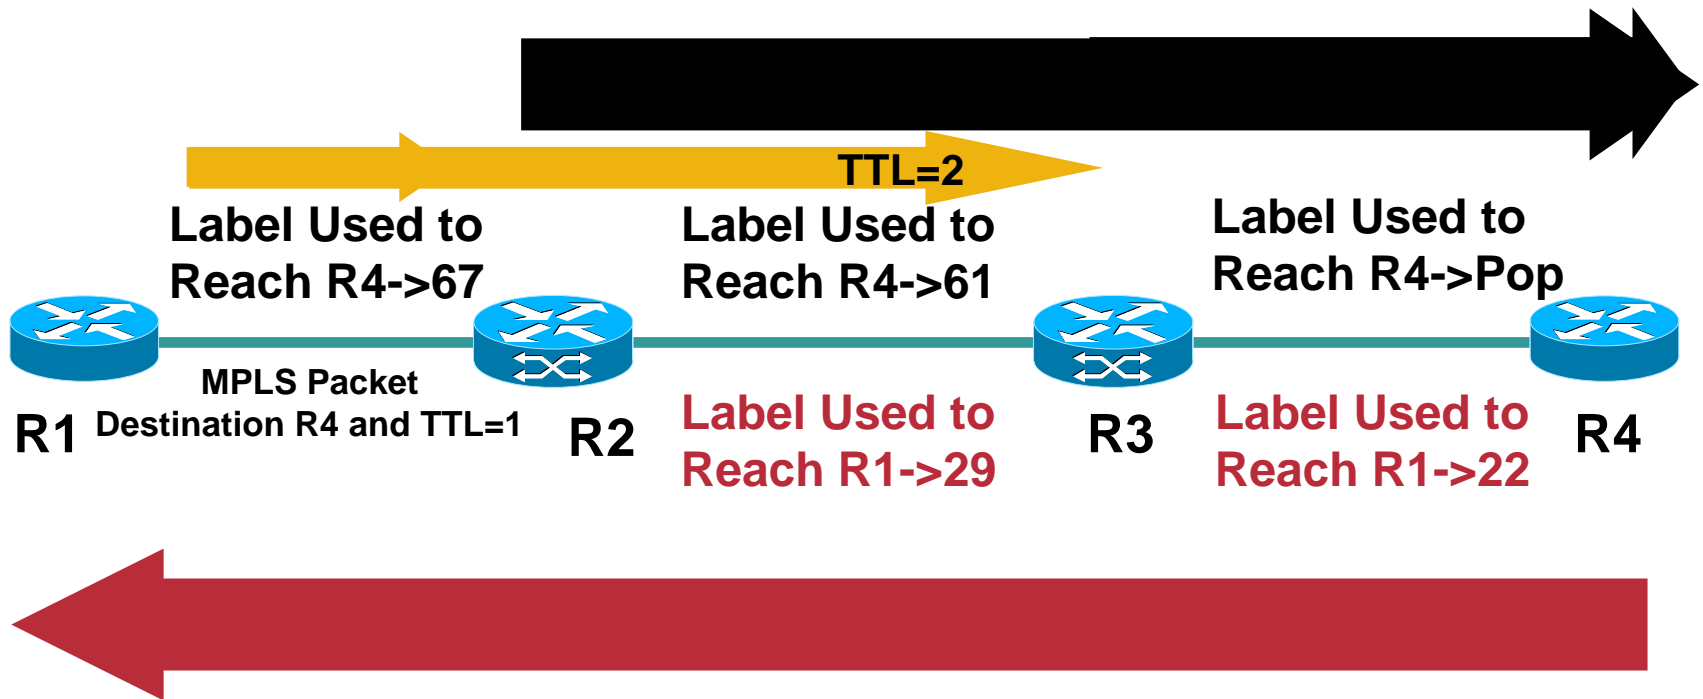 TTL=2
Label Used to
Reach R4->67
Label Used to
Reach R4->61
Label Used to
Reach R4->Pop
MPLS Packet
Destination R4 and TTL=1
R1
R2
Label Used to
Reach R1->29
R3
Label Used to
Reach R1->22
R4